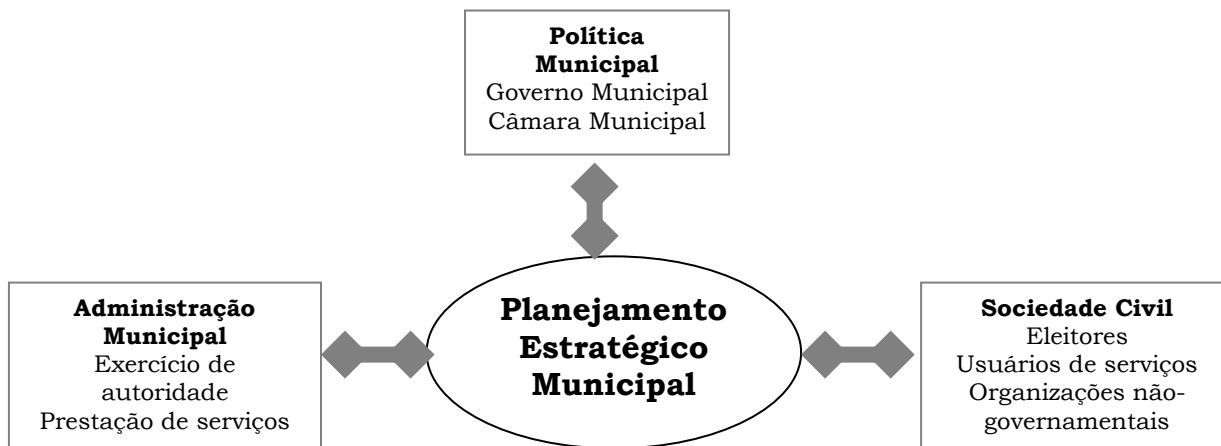 Política
Municipal
Governo Municipal
Câmara Municipal
Administração
Municipal
Exercício de
autoridade
Prestação de serviços
Planejamento
Estratégico
Municipal
Sociedade Civil
Eleitores
Usuários de serviços
Organizações não-
governamentais